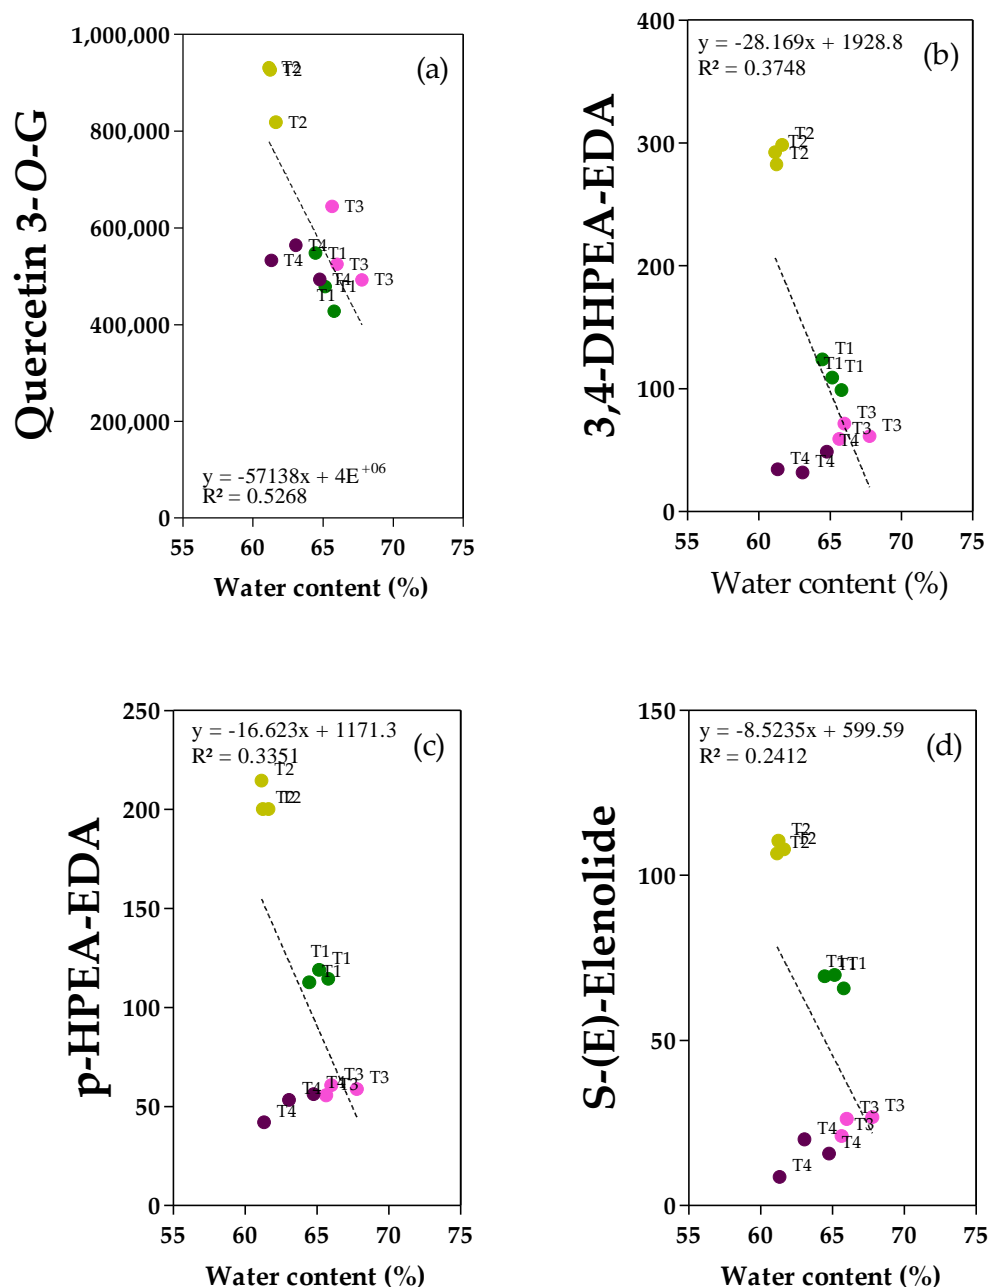 Quercetin 3-O-G
1,000,000
800,000
600,000
400,000
200,000
0
(a)
T2
T2
T2
T3
T4
T1
T4
T3
T4
T3
T1
T1
y = -57138x + 4E+06
R² = 0.5268
55 60 65 70 75
Water content (%)
3,4-DHPEA-EDA
400
300
200
100
0
y = -28.169x + 1928.8
R² = 0.3748
(b)
T2
T2
T2
T1
T1
T1
T3
T3
T3
T4
T4
T4
55 60 65 70 75
Water content (%)
p-HPEA-EDA
250
200
150
100
50
0
y = -16.623x + 1171.3
R² = 0.3351
(c)
T2
T2
T2
T1
T1
T1
T3
T3
T4
T3
T4
T4
55 60 65 70 75
Water content (%)
S-(E)-Elenolide
150
100
50
0
y = -8.5235x + 599.59
R² = 0.2412
(d)
T2
T2
T2
T1
T1
T1
T3
T3
T3
T4
T4
T4
55 60 65 70 75
Water content (%)